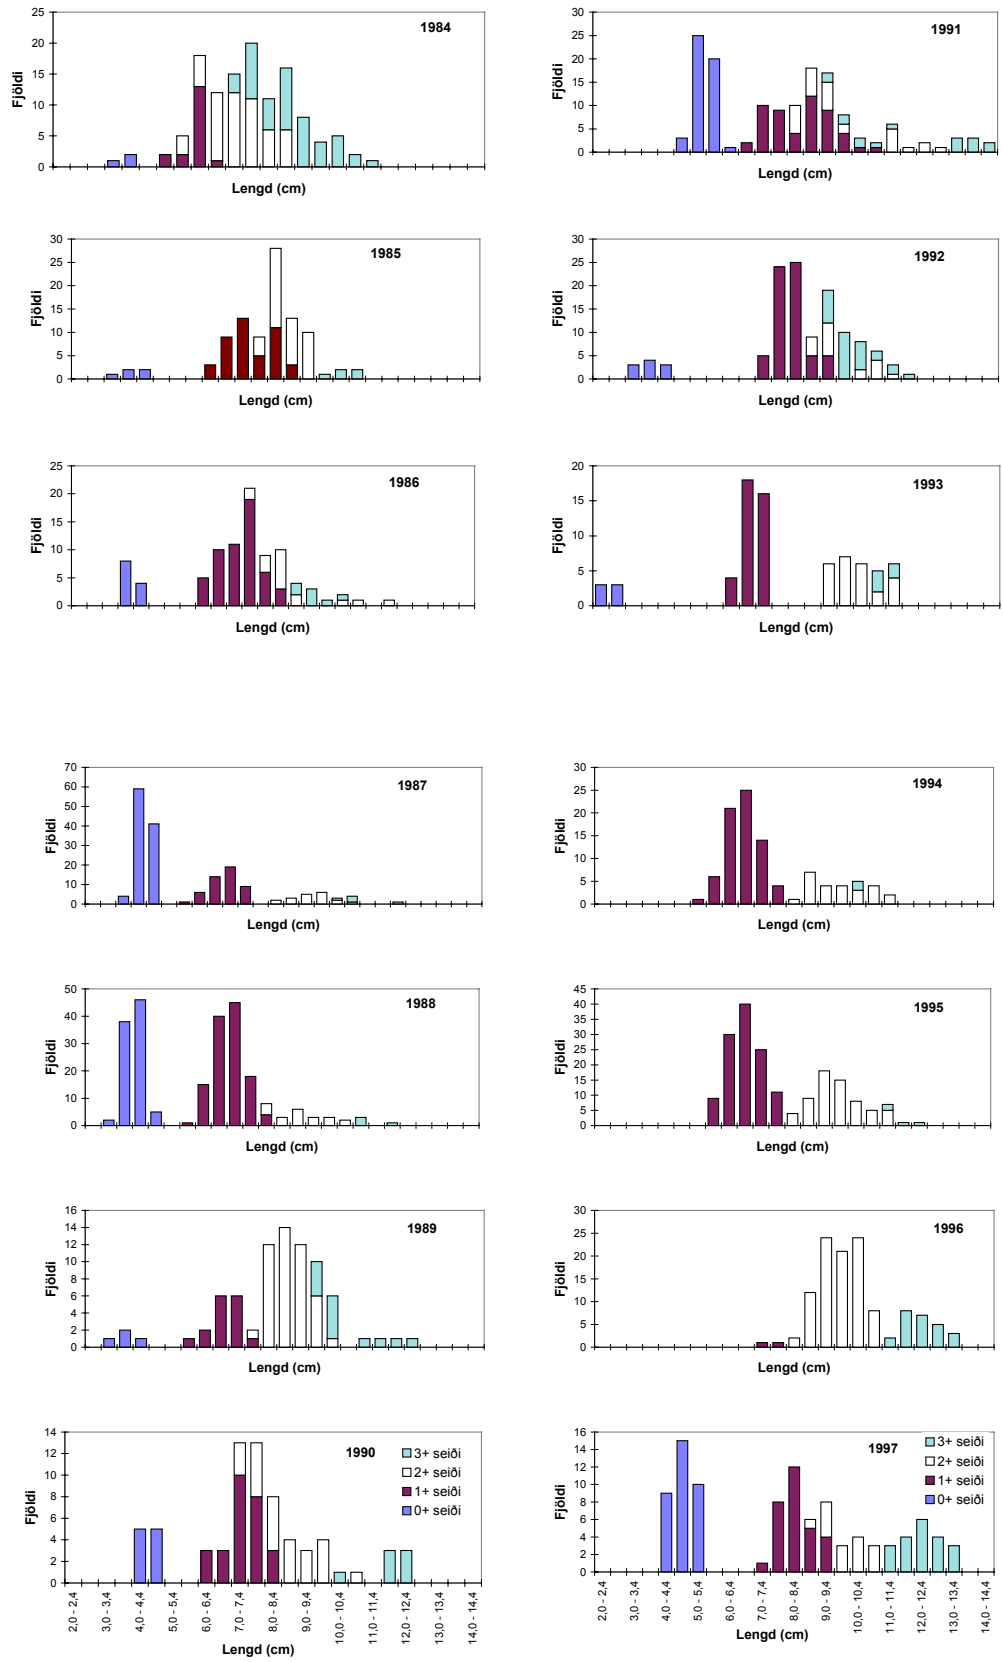 1984
Fjöldi
25
20
15
10
5
0
Lengd (cm)
1985
Fjöldi
30
25
20
15
10
5
0
Lengd (cm)
1986
Fjöldi
25
20
15
10
5
0
Lengd (cm)
1987
Fjöldi
70
60
50
40
30
20
10
0
Lengd (cm)
1988
Fjöldi
50
40
30
20
10
0
Lengd (cm)
1989
Fjöldi
16
14
12
10
8
6
4
2
0
Lengd (cm)
1990
Fjöldi
14
12
10
8
6
4
2
0
3+ seiði
2+ seiði
1+ seiði
0+ seiði
2,0 - 2,4
3,0 - 3,4
4,0 - 4,4
5,0 - 5,4
6,0 - 6,4
7,0 - 7,4
8,0 - 8,4
9,0 - 9,4
10,0 - 10,4
11,0 - 11,4
12,0 - 12,4
13,0 - 13,4
14,0 - 14,4
Lengd (cm)
1991
Fjöldi
30
25
20
15
10
5
0
Lengd (cm)
1992
Fjöldi
30
25
20
15
10
5
0
Lengd (cm)
1993
Fjöldi
20
15
10
5
0
Lengd (cm)
1994
Fjöldi
30
25
20
15
10
5
0
Lengd (cm)
1995
Fjöldi
45
40
35
30
25
20
15
10
5
0
Lengd (cm)
1996
Fjöldi
30
25
20
15
10
5
0
Lengd (cm)
1997
Fjöldi
16
14
12
10
8
6
4
2
0
3+ seiði
2+ seiði
1+ seiði
0+ seiði
2,0 - 2,4
3,0 - 3,4
4,0 - 4,4
5,0 - 5,4
6,0 - 6,4
7,0 - 7,4
8,0 - 8,4
9,0 - 9,4
10,0 - 10,4
11,0 - 11,4
12,0 - 12,4
13,0 - 13,4
14,0 - 14,4
Lengd (cm)